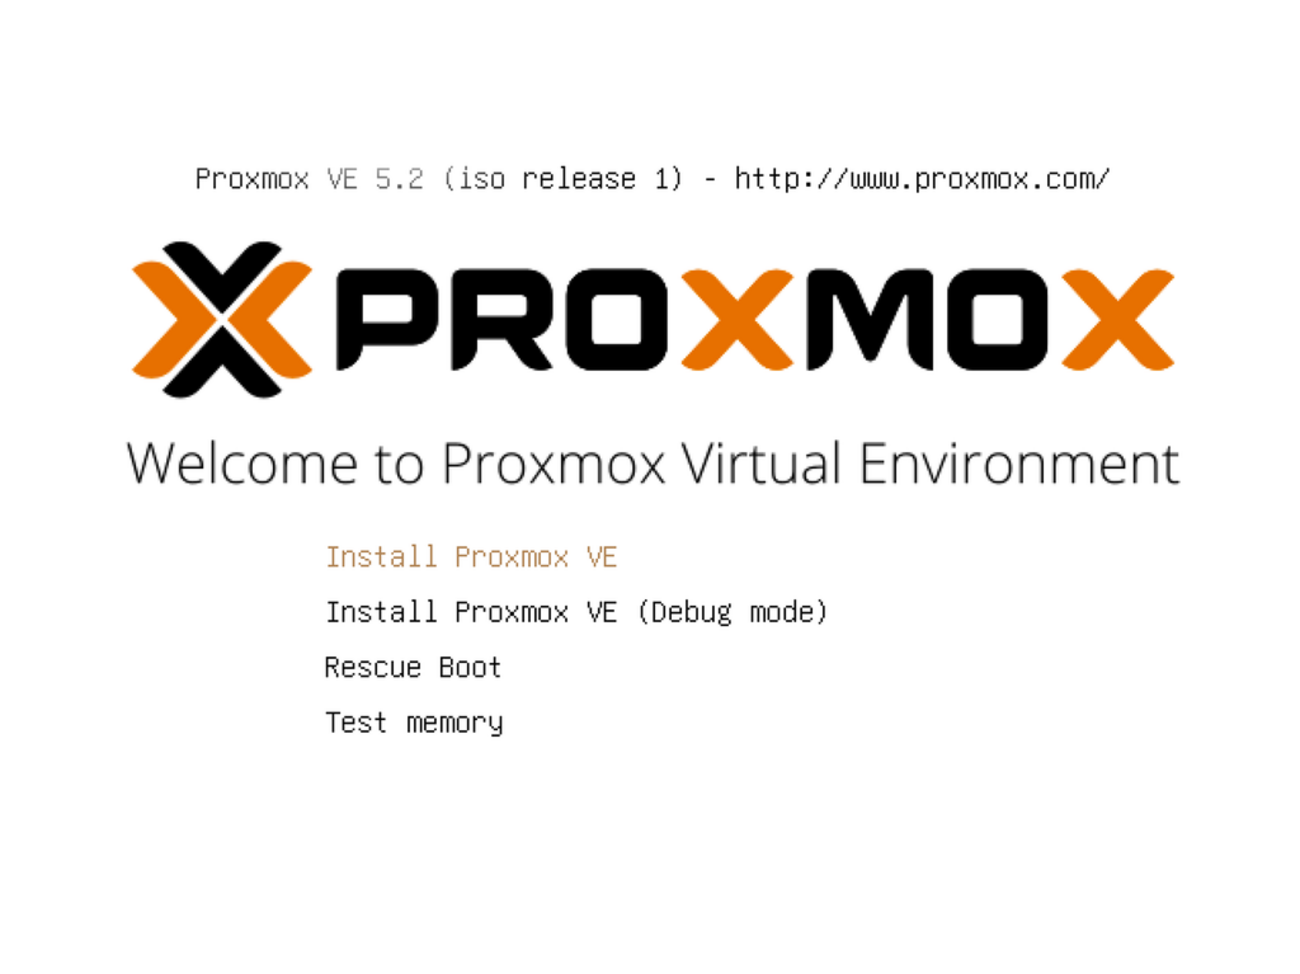 Proxmox VE 5.2 (iso release 1) - http://www.proxmox.com/
PROXMOX
Welcome to Proxmox Virtual Environment
Install Proxmox VE
Install Proxmox VE (Debug mode)
Rescue Boot
Test memory